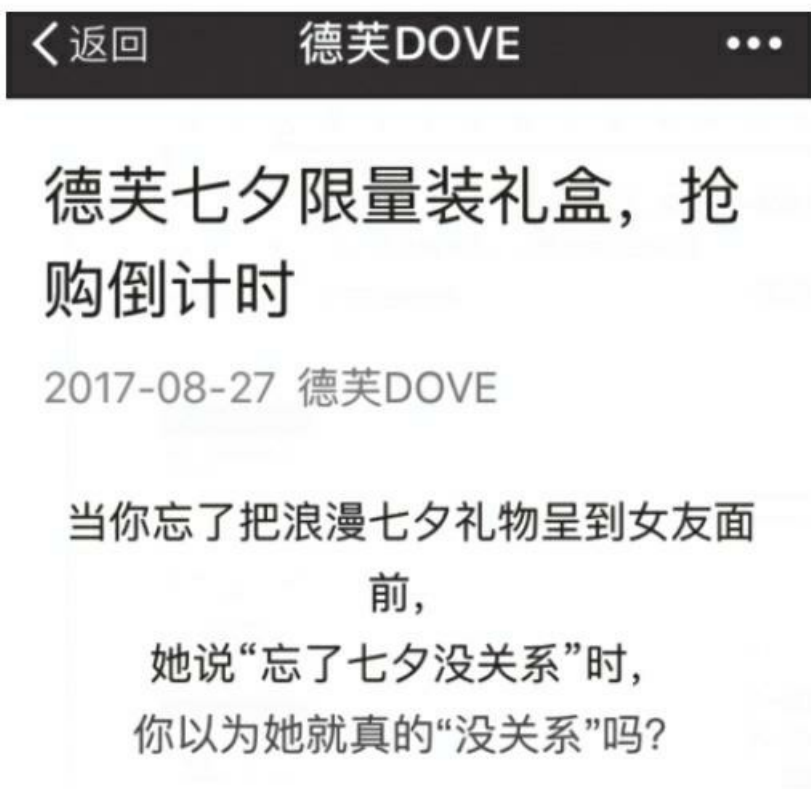 返回 德芙DOVE
德芙七夕限量装礼盒，抢
购倒计时
2017-08-27 德芙DOVE
当你忘了把浪漫七夕礼物呈到女友面
前，
她说“忘了七夕没关系”时，
你以为她就真的“没关系”吗？